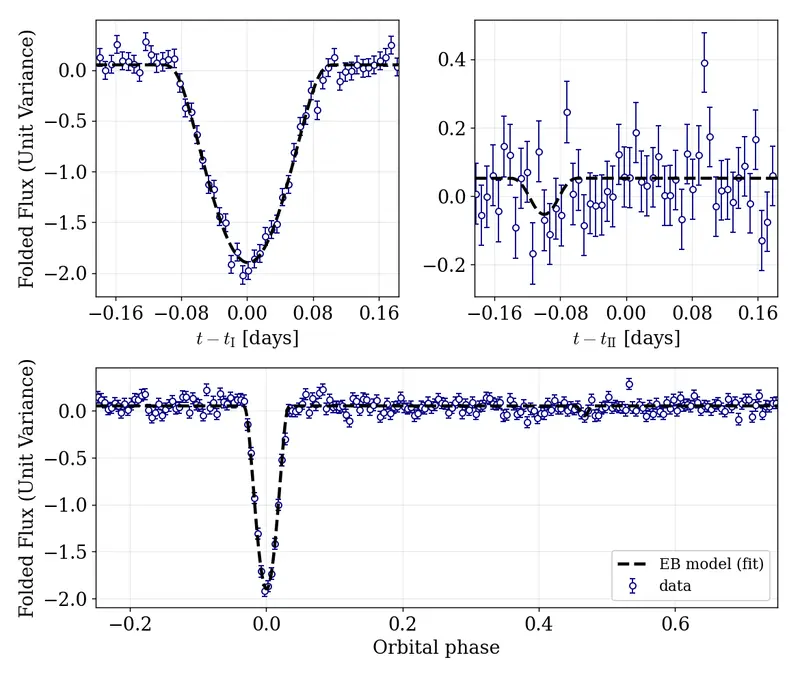 Folded Flux (Unit Variance)
0.0
−0.5
−1.0
−1.5
−2.0
−0.16 −0.08 0.00 0.08 0.16
t − tI [days]
0.4
0.2
0.0
−0.2
−0.16 −0.08 0.00 0.08 0.16
t − tII [days]
Folded Flux (Unit Variance)
0.0
−0.5
−1.0
−1.5
−2.0
EB model (fit)
data
−0.2 0.0 0.2 0.4 0.6
Orbital phase